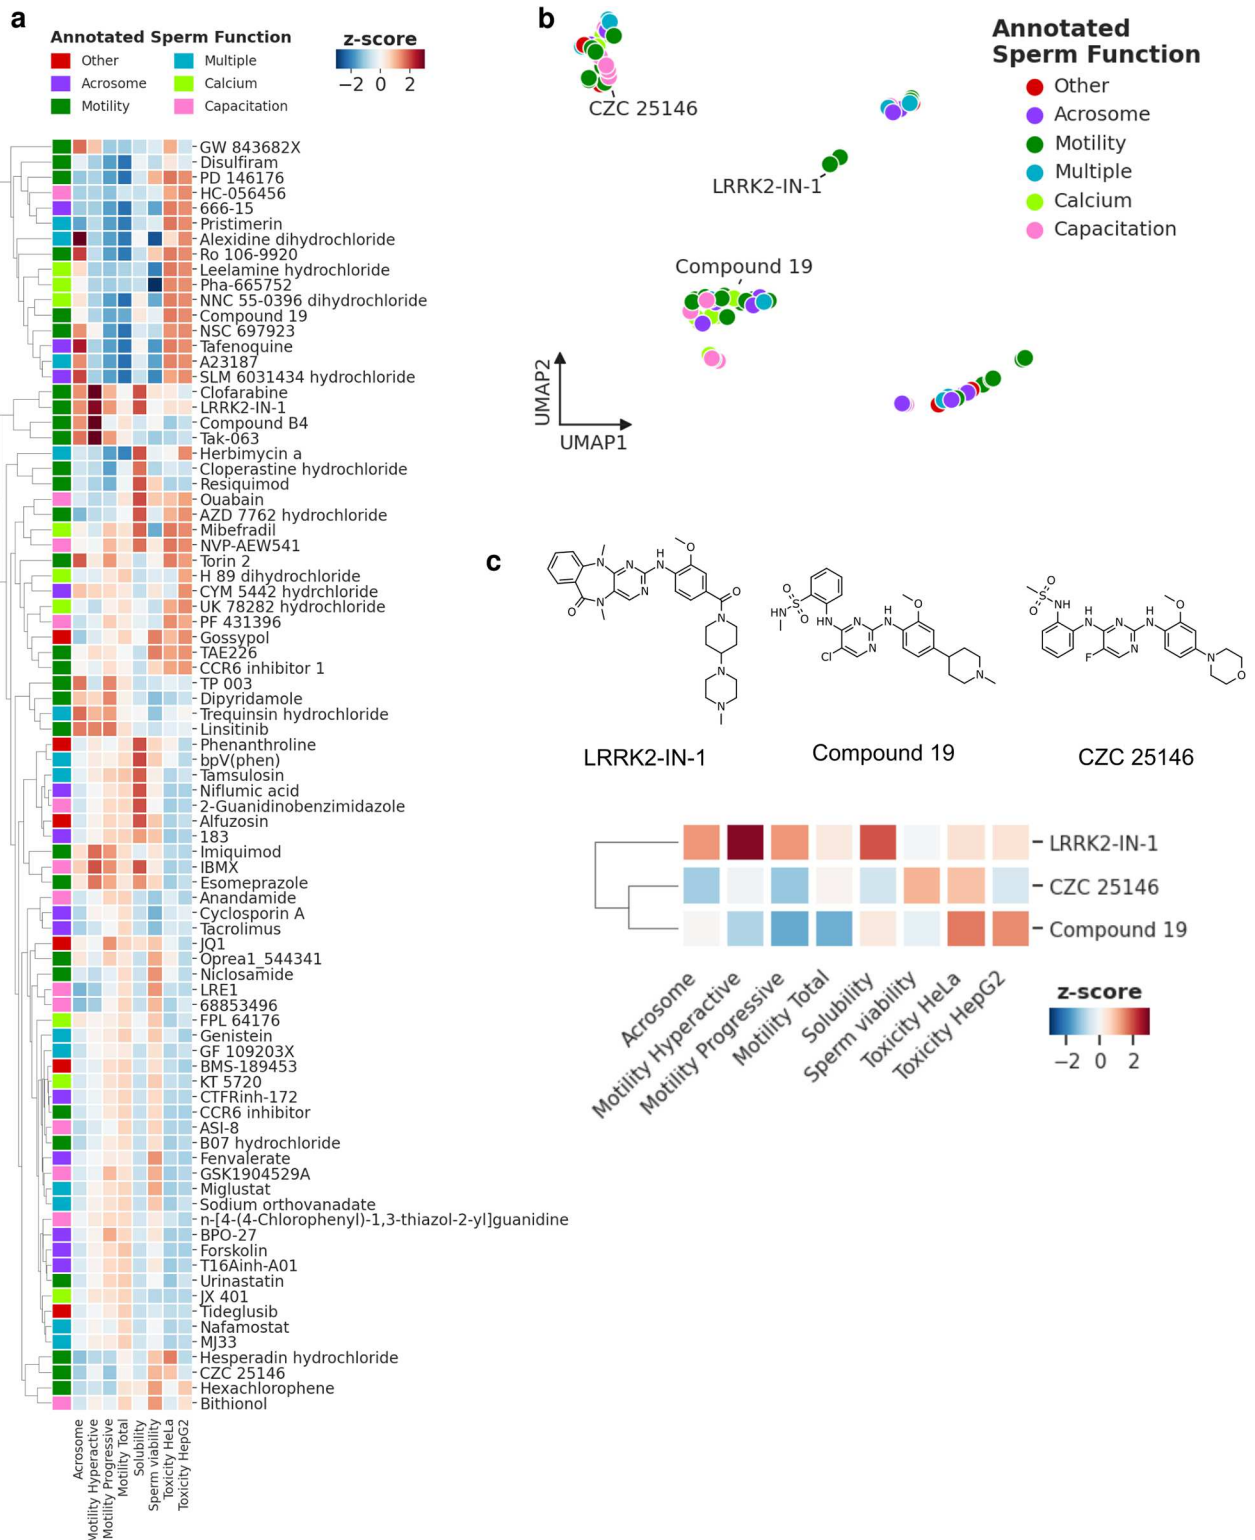 a
Annotated Sperm Function
Other
Acrosome
Motility
Multiple
Calcium
Capacitation
z-score
−2 0 2
GW 843682X
Disulfiram
PD 146176
HC-056456
666-15
Pristimerin
Alexidine dihydrochloride
Ro 106-9920
Leelamine hydrochloride
Pha-665752
NNC 55-0396 dihydrochloride
Compound 19
NSC 697923
Tafenoquine
A23187
SLM 6031434 hydrochloride
Clofarabine
LRRK2-IN-1
Compound B4
Tak-063
Herbimycin a
Cloperastine hydrochloride
Resiquimod
Ouabain
AZD 7762 hydrochloride
Mibefradil
NVP-AEW541
Torin 2
H 89 dihydrochloride
CYM 5442 hydrchloride
UK 78282 hydrochloride
PF 431396
Gossypol
TAE226
CCR6 inhibitor 1
TP 003
Dipyridamole
Trequinsin hydrochloride
Linsitinib
Phenanthroline
bpV(phen)
Tamsulosin
Niflumic acid
2-Guanidinobenzimidazole
Alfuzosin
183
Imiquimod
IBMX
Esomeprazole
Anandamide
Cyclosporin A
Tacrolimus
JQ1
Oprea1_544341
Niclosamide
LRE1
68853496
FPL 64176
Genistein
GF 109203X
BMS-189453
KT 5720
CTFRinh-172
CCR6 inhibitor
ASI-8
B07 hydrochloride
Fenvalerate
GSK1904529A
Miglustat
Sodium orthovanadate
n-[4-(4-Chlorophenyl)-1,3-thiazol-2-yl]guanidine
BPO-27
Forskolin
T16Ainh-A01
Urinastatin
JX 401
Tideglusib
Nafamostat
MJ33
Hesperadin hydrochloride
CZC 25146
Hexachlorophene
Bithionol
Acrosome
Motility Hyperactive
Motility Progressive
Motility Total
Solubility
Sperm viability
Toxicity HeLa
Toxicity HepG2
b
CZC 25146
LRRK2-IN-1
Compound 19
UMAP2
UMAP1
Annotated
Sperm Function
Other
Acrosome
Motility
Multiple
Calcium
Capacitation
c
N N N H N O O N O N N N
HN S O O HN N N H N O Cl N
S O O NH H N N N H N O F N O
LRRK2-IN-1
Compound 19
CZC 25146
LRRK2-IN-1
CZC 25146
Compound 19
Acrosome
Motility Hyperactive
Motility Progressive
Motility Total
Solubility
Sperm viability
Toxicity HeLa
Toxicity HepG2
z-score
−2 0 2